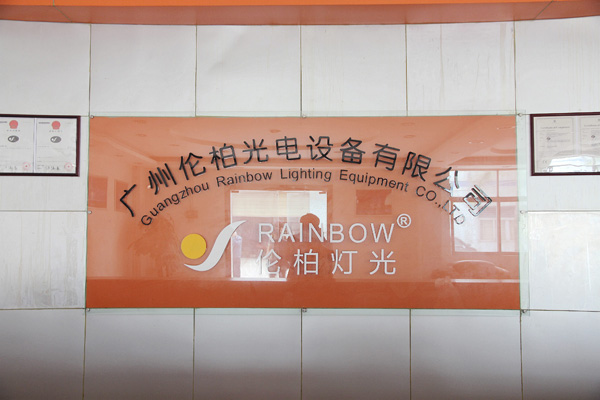 广州伦柏光电设备有限公司
Guangzhou Rainbow Lighting Equipment CO.,LTD
RAINBOW®
伦柏灯光